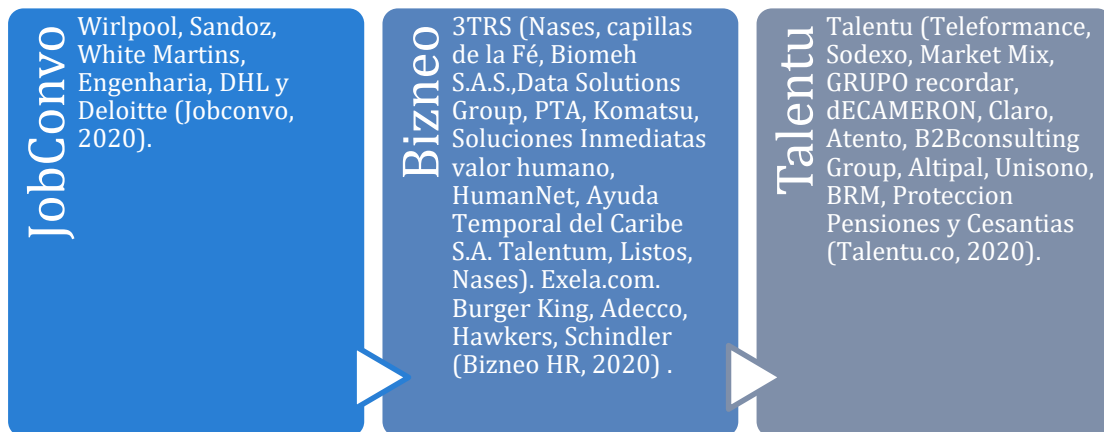 JobConvo
Wirlpool, Sandoz,
White Martins,
Engenharia, DHL y
Deloitte (Jobconvo,
2020).
Bizneo
3TRS (Nases, capillas
de la Fé, Biomeh
S.A.S.,Data Solutions
Group, PTA, Komatsu,
Soluciones Inmediatas
valor humano,
HumanNet, Ayuda
Temporal del Caribe
S.A. Talentum, Listos,
Nases). Exela.com.
Burger King, Adecco,
Hawkers, Schindler
(Bizneo HR, 2020) .
Talentu
Talentu (Teleformance,
Sodexo, Market Mix,
GRUPO recordar,
dECAMERON, Claro,
Atento, B2Bconsulting
Group, Altipal, Unisono,
BRM, Proteccion
Pensiones y Cesantias
(Talentu.co, 2020).